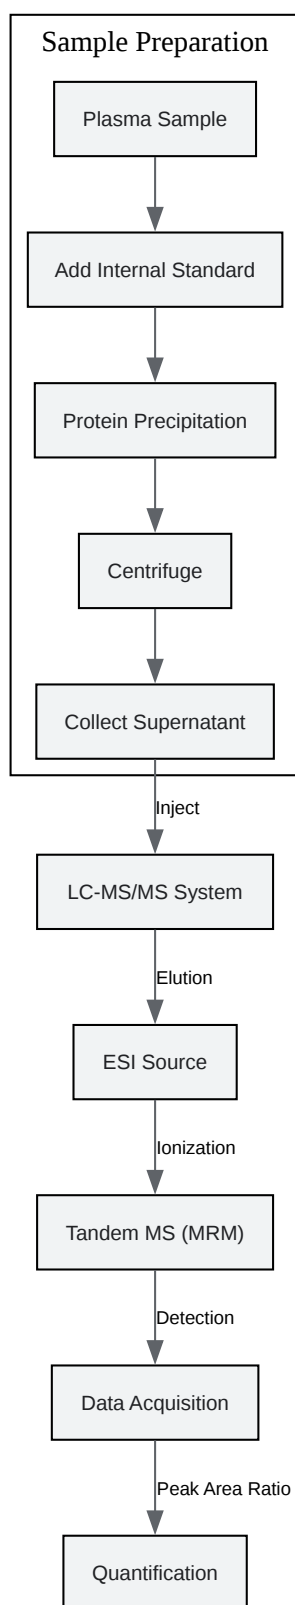 Sample Preparation
Plasma Sample
Add Internal Standard
Protein Precipitation
Centrifuge
Collect Supernatant
Inject
LC-MS/MS System
Elution
ESI Source
Ionization
Tandem MS (MRM)
Detection
Data Acquisition
Peak Area Ratio
Quantification